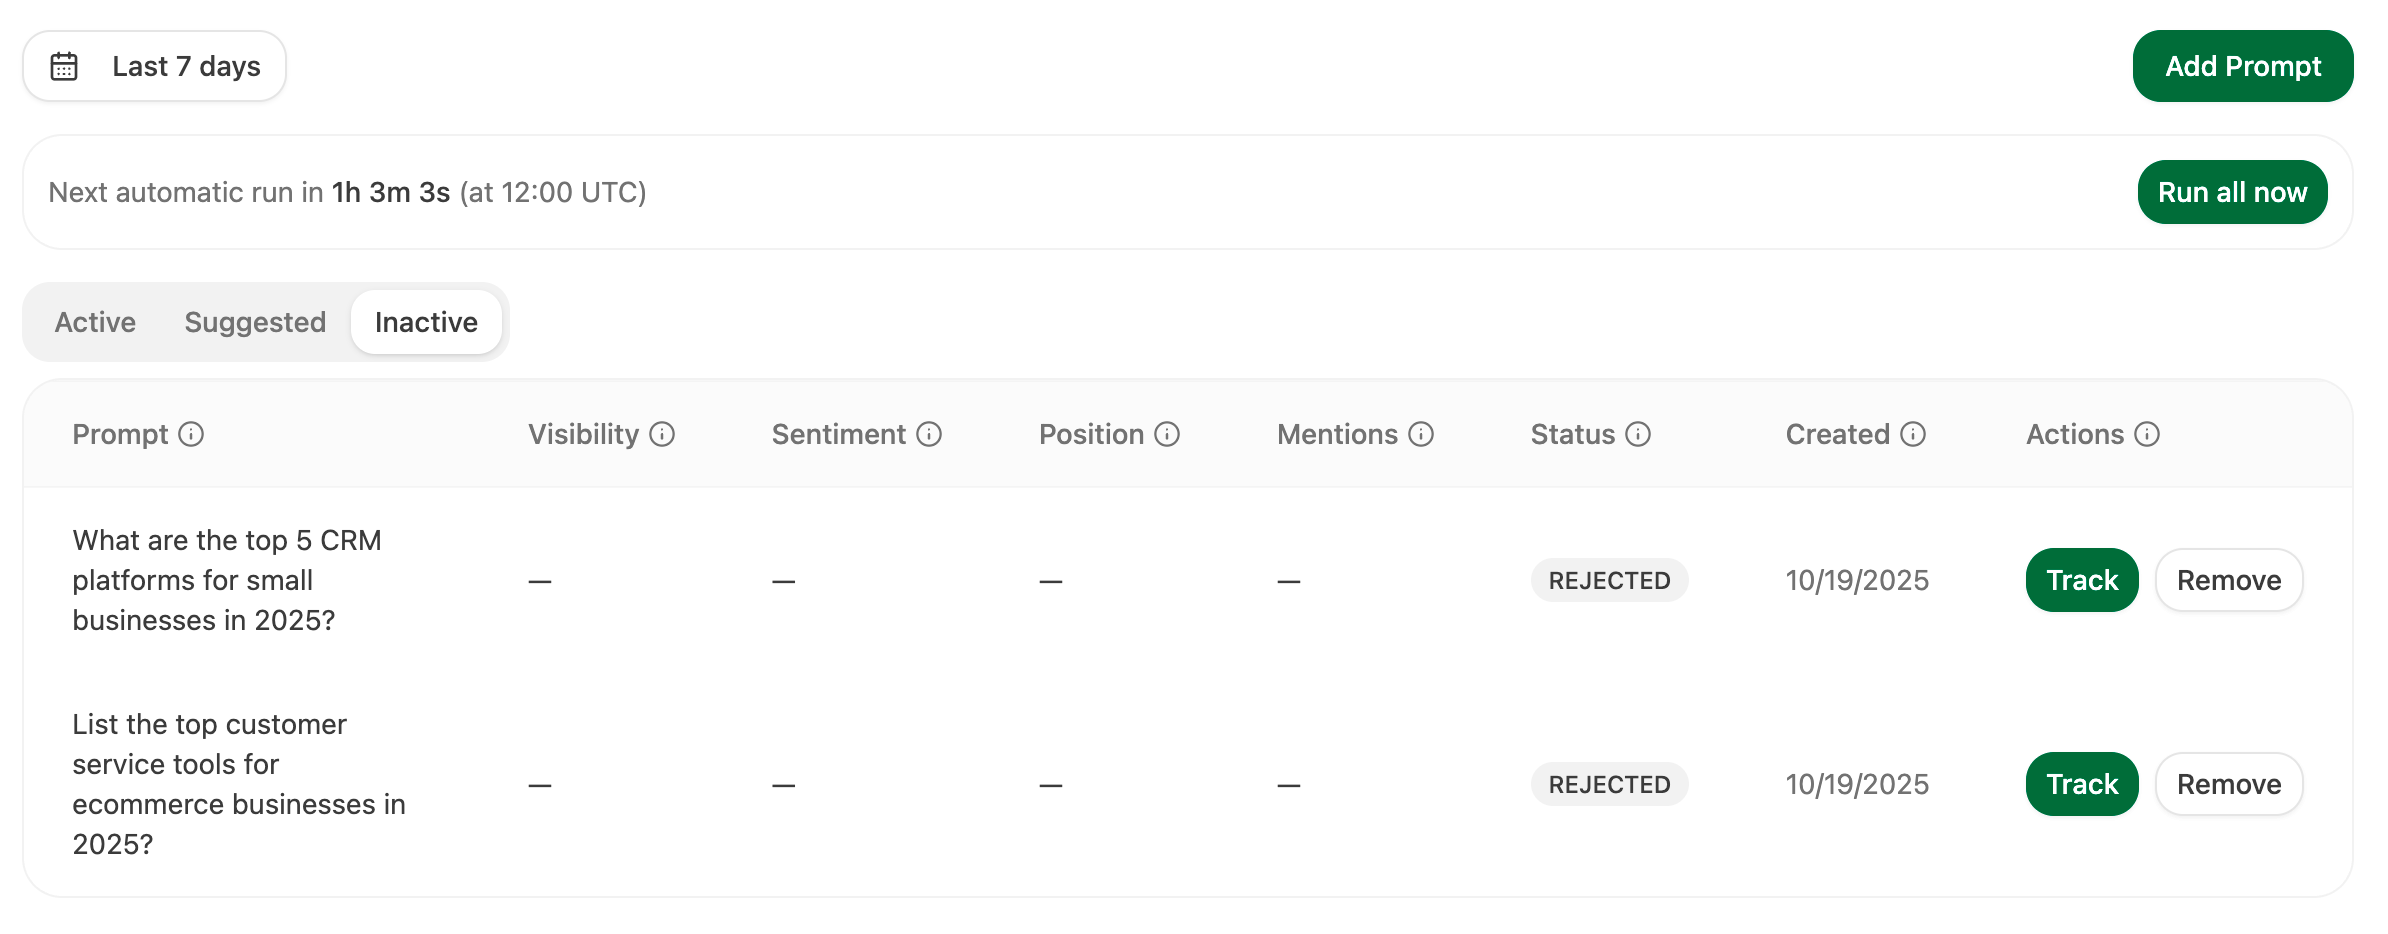 Last 7 days
Add Prompt
Next automatic run in 1h 3m 3s (at 12:00 UTC)
Run all now
Active
Suggested
Inactive
Prompt
Visibility
Sentiment
Position
Mentions
Status
Created
Actions
What are the top 5 CRM
platforms for small
businesses in 2025?
—
—
—
—
REJECTED
10/19/2025
Track
Remove
List the top customer
service tools for
ecommerce businesses in
2025?
—
—
—
—
REJECTED
10/19/2025
Track
Remove